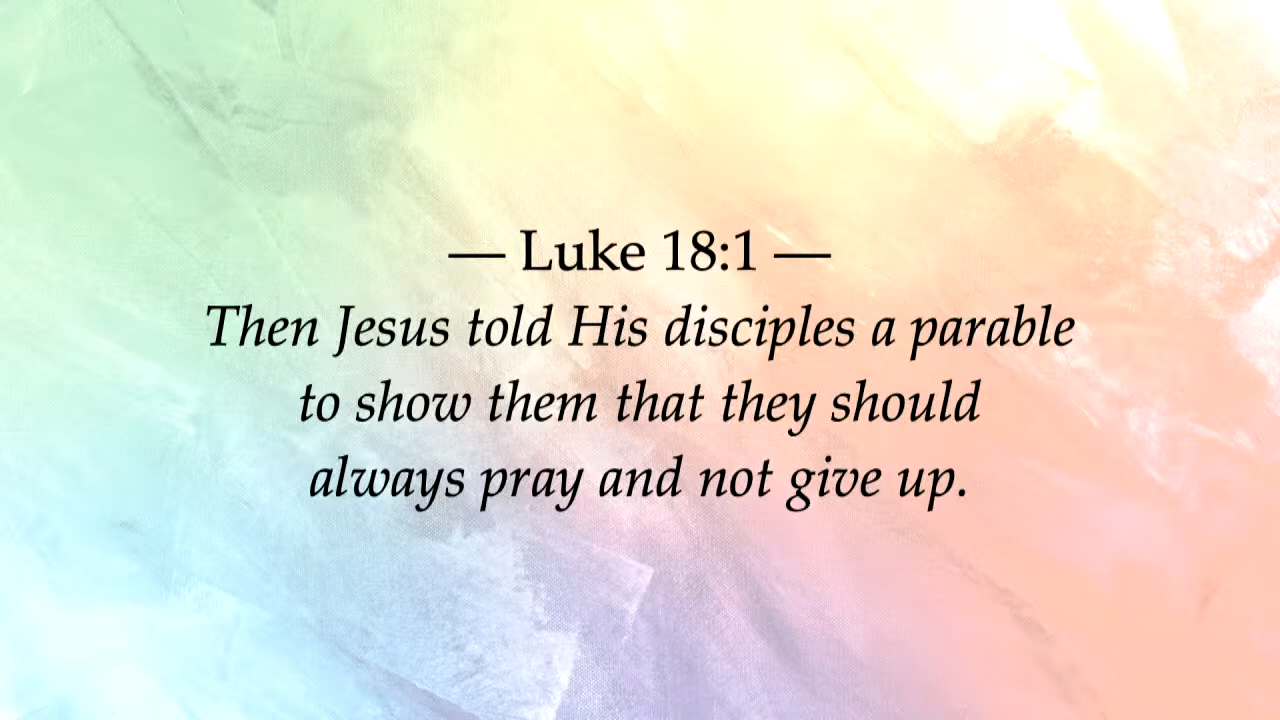 — Luke 18:1 —
Then Jesus told His disciples a parable
to show them that they should
always pray and not give up.